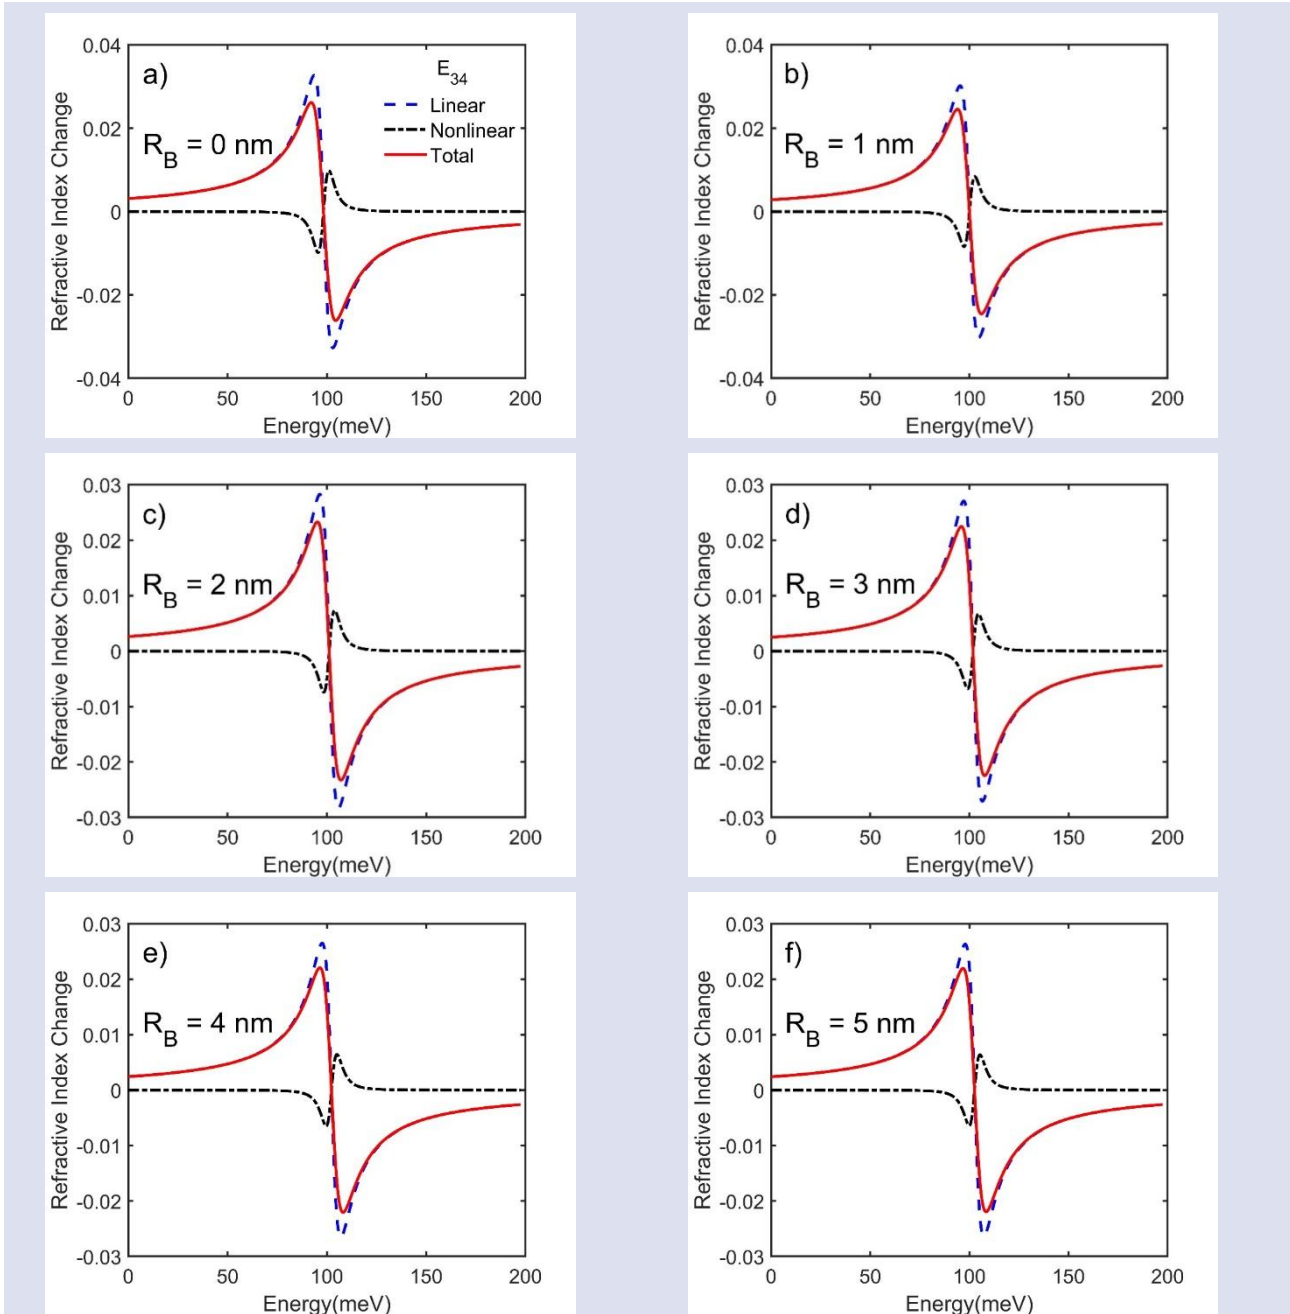 0.04
a)
E34
Linear
RB = 0 nm
Nonlinear
0.02
Total
0
-0.02
-0.04
0 50 100 150 200
Energy(meV)
Refractive Index Change
0.04
b)
RB = 1 nm
0.02
0
-0.02
-0.04
0 50 100 150 200
Energy(meV)
Refractive Index Change
0.03
c)
0.02
RB = 2 nm
0.01
0
-0.01
-0.02
-0.03
0 50 100 150 200
Energy(meV)
Refractive Index Change
0.03
d)
0.02
RB = 3 nm
0.01
0
-0.01
-0.02
-0.03
0 50 100 150 200
Energy(meV)
Refractive Index Change
0.03
e)
0.02
RB = 4 nm
0.01
0
-0.01
-0.02
-0.03
0 50 100 150 200
Energy(meV)
Refractive Index Change
0.03
f)
0.02
RB = 5 nm
0.01
0
-0.01
-0.02
-0.03
0 50 100 150 200
Energy(meV)
Refractive Index Change